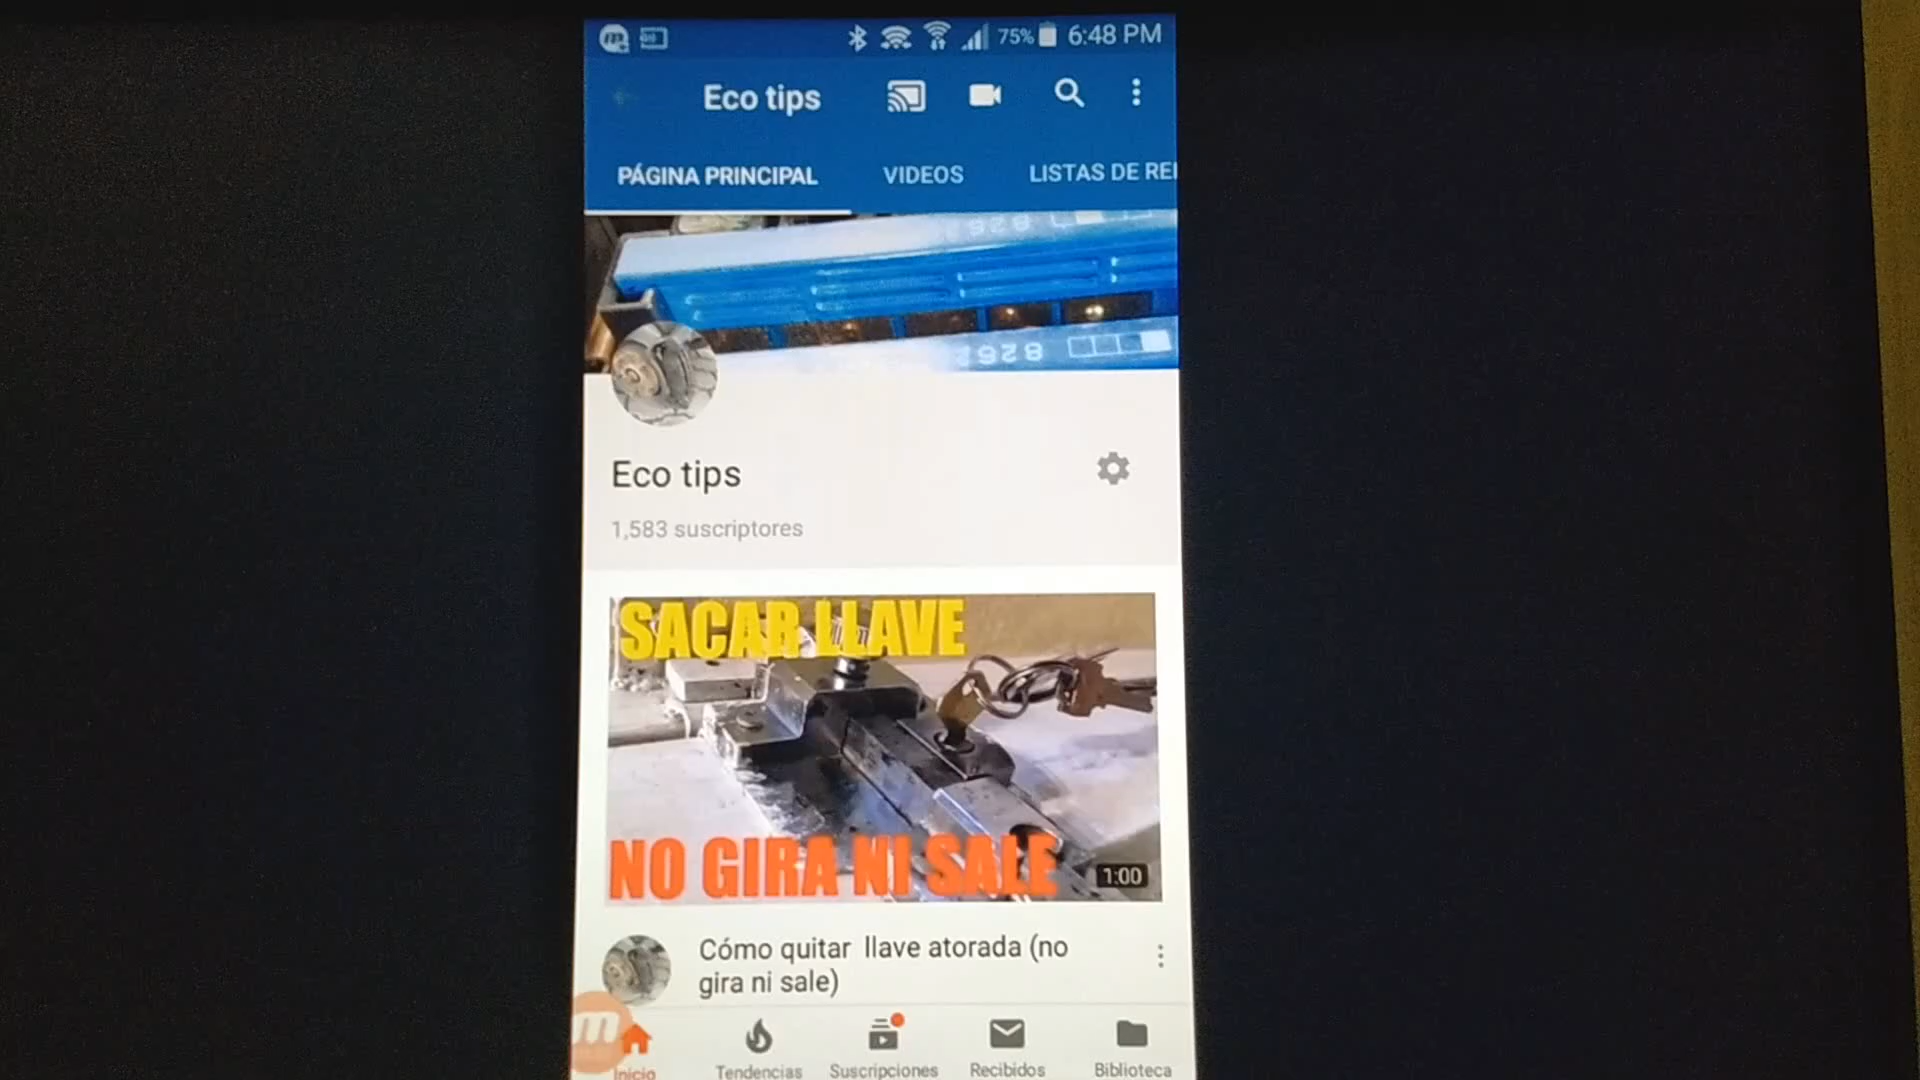 75% 6:48 PM
Eco tips
PÁGINA PRINCIPAL VIDEOS LISTAS DE REI
Eco tips
1,583 suscriptores
SACAR LLAVE
NO GIRA NI SALE
1:00
Cómo quitar llave atorada (no
gira ni sale)
Inicio Tendencias Suscripciones Recibidos Biblioteca